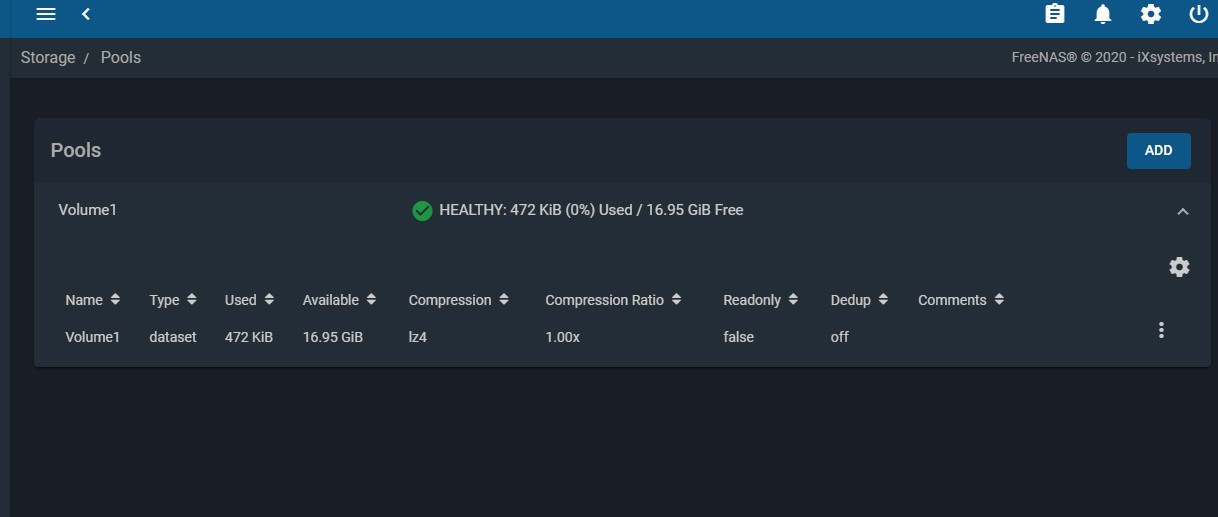 Storage / Pools FreeNAS® © 2020 - iXsystems, In
Pools ADD
Volume1 HEALTHY: 472 KiB (0%) Used / 16.95 GiB Free
Name Type Used Available Compression Compression Ratio Readonly Dedup Comments
Volume1 dataset 472 KiB 16.95 GiB lz4 1.00x false off